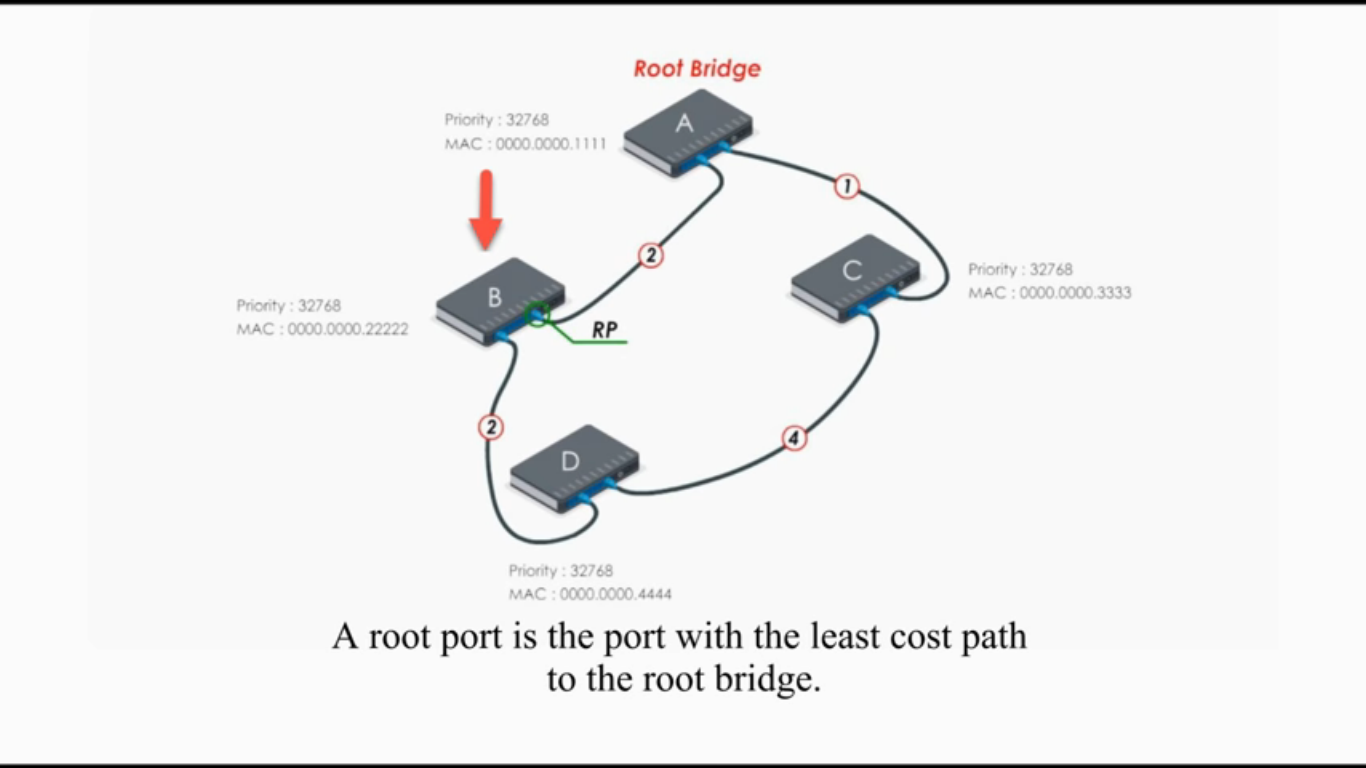 Root Bridge
A
Priority : 32768
MAC : 0000.0000.1111
1
2
C
Priority : 32768
MAC : 0000.0000.3333
B
Priority : 32768
MAC : 0000.0000.22222
RP
2
4
D
Priority : 32768
MAC : 0000.0000.4444
A root port is the port with the least cost path
to the root bridge.